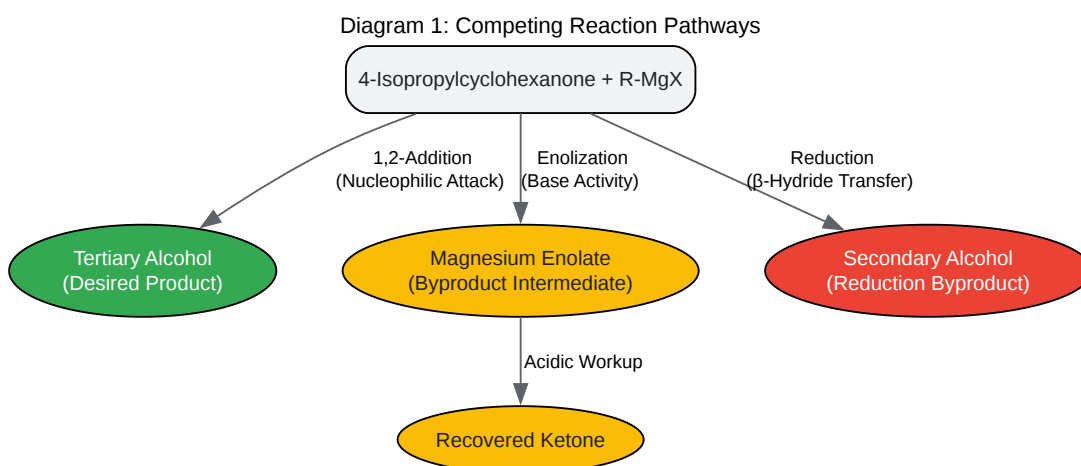 Diagram 1: Competing Reaction Pathways
4-Isopropylcyclohexanone + R-MgX
1,2-Addition
(Nucleophilic Attack)
Enolization
(Base Activity)
Reduction
(β-Hydride Transfer)
Tertiary Alcohol
(Desired Product)
Magnesium Enolate
(Byproduct Intermediate)
Secondary Alcohol
(Reduction Byproduct)
Acidic Workup
Recovered Ketone